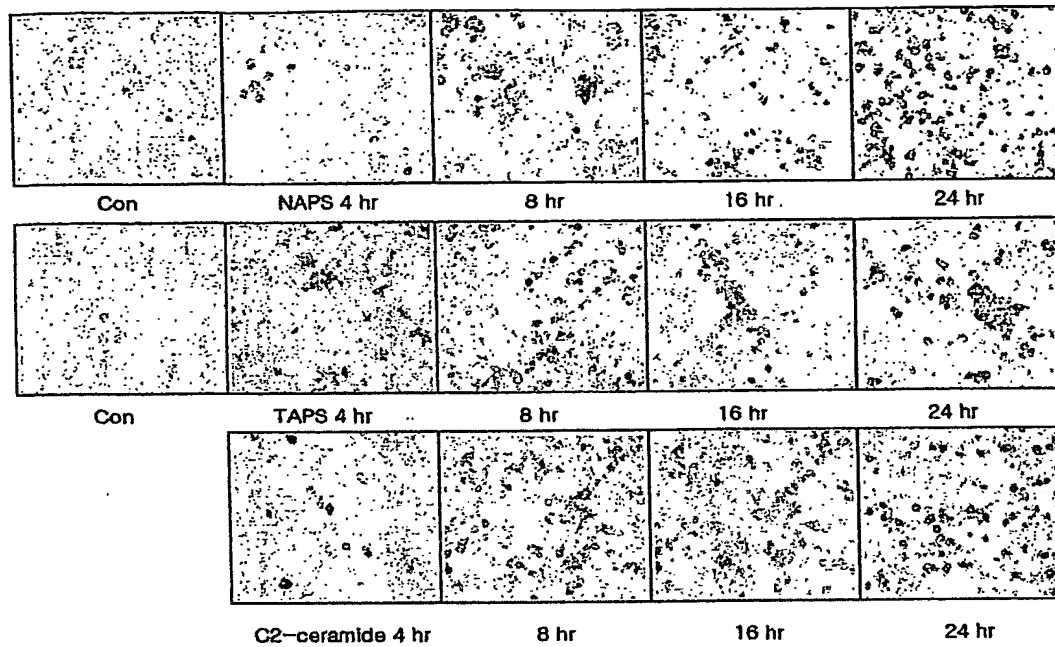 Con NAPS 4 hr 8 hr 16 hr . 24 hr
Con TAPS 4 hr .. 8 hr 16 hr 24 hr
C2-ceramide 4 hr 8 hr 16 hr 24 hr